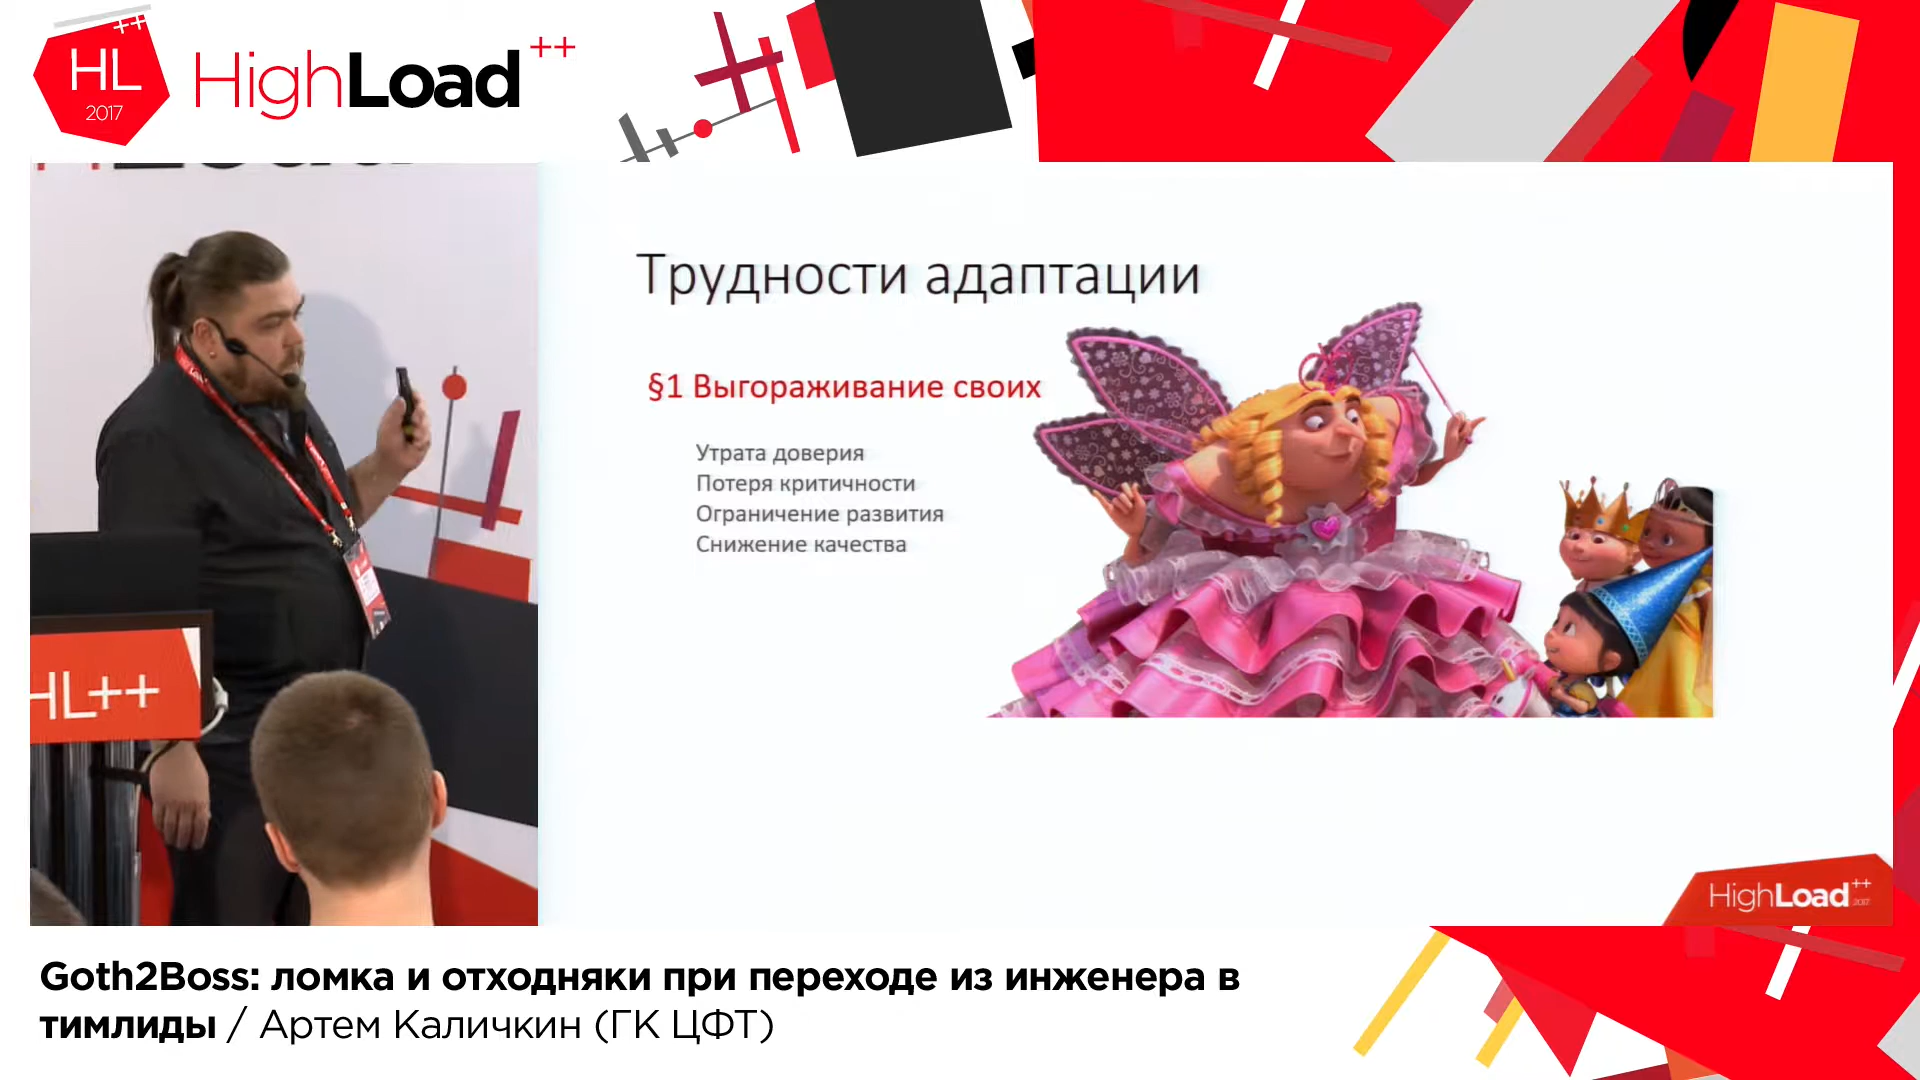 ++
HL
2017
HighLoad++
Трудности адаптации
§1 Выгораживание своих
Утрата доверия
Потеря критичности
Ограничение развития
Снижение качества
HL++
HighLoad++
2017
Goth2Boss: ломка и отходняки при переходе из инженера в
тимлиды / Артем Каличкин (ГК ЦФТ)